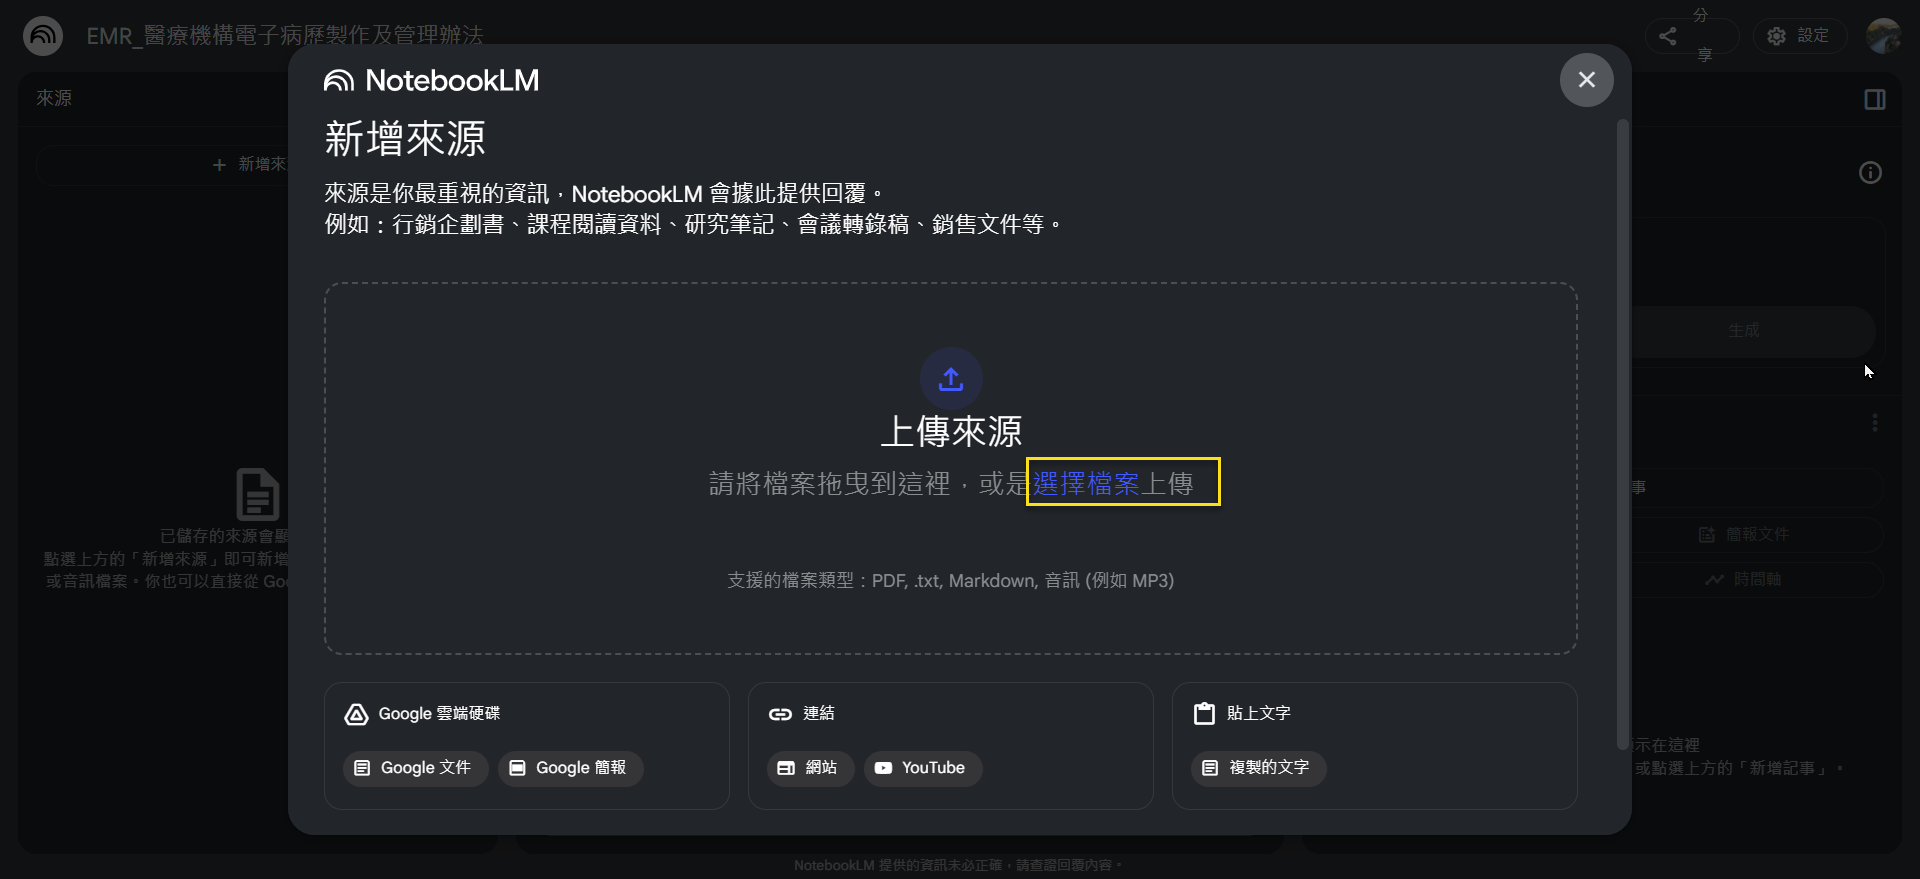 EMR_醫療機構電子病歷製作及管理辦法
分
享
設定
來源
NotebookLM
新增來源
+ 新增來
來源是你最重視的資訊，NotebookLM 會據此提供回覆。
例如：行銷企劃書、課程閱讀資料、研究筆記、會議轉錄稿、銷售文件等。
生成
上傳來源
請將檔案拖曳到這裡，或是選擇檔案上傳
事
已儲存的來源會顯
點選上方的「新增來源」即可新增
或音訊檔案。你也可以直接從 Goo
簡報文件
時間軸
支援的檔案類型：PDF, .txt, Markdown, 音訊 (例如 MP3)
Google 雲端硬碟
連結
貼上文字
Google 文件
Google 簡報
網站
YouTube
複製的文字
示在這裡
或點選上方的「新增記事」。
NotebookLM 提供的資訊未必正確，請查證回覆內容。